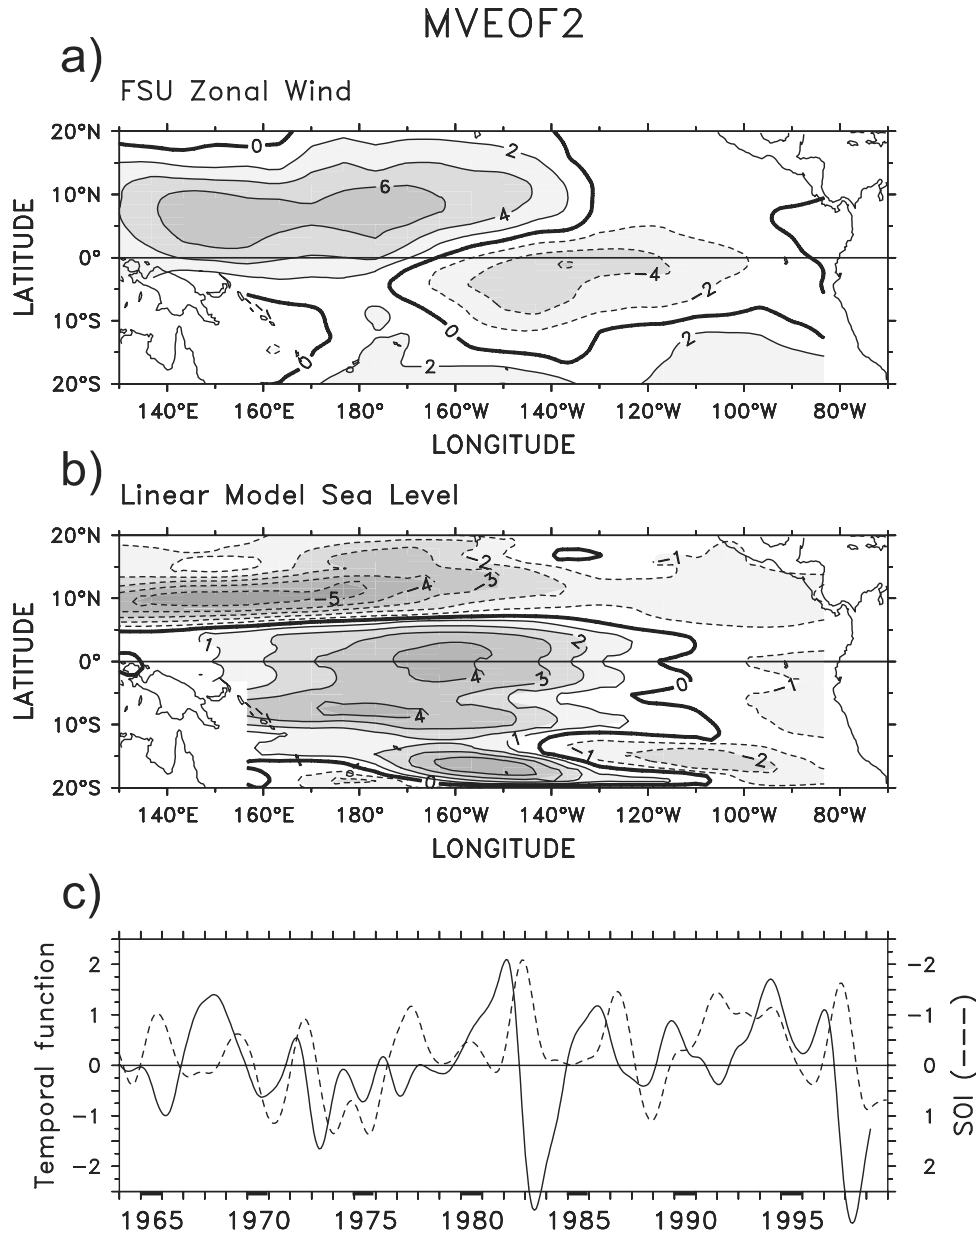 MVEOF2
a)
FSU Zonal Wind
20°N
10°N
0°
10°S
20°S
LATITUDE
0
2
6
4
-4
-2
0
0
2
2
140°E 160°E 180° 160°W 140°W 120°W 100°W 80°W
LONGITUDE
b)
Linear Model Sea Level
20°N
10°N
0°
10°S
20°S
LATITUDE
-2
-1
-4
-3
-5
1
2
4
3
0
-1
4
1
-1
-2
0
140°E 160°E 180° 160°W 140°W 120°W 100°W 80°W
LONGITUDE
c)
Temporal function
2
1
0
-1
-2
-2
-1
0
1
2
SOI (---)
1965 1970 1975 1980 1985 1990 1995